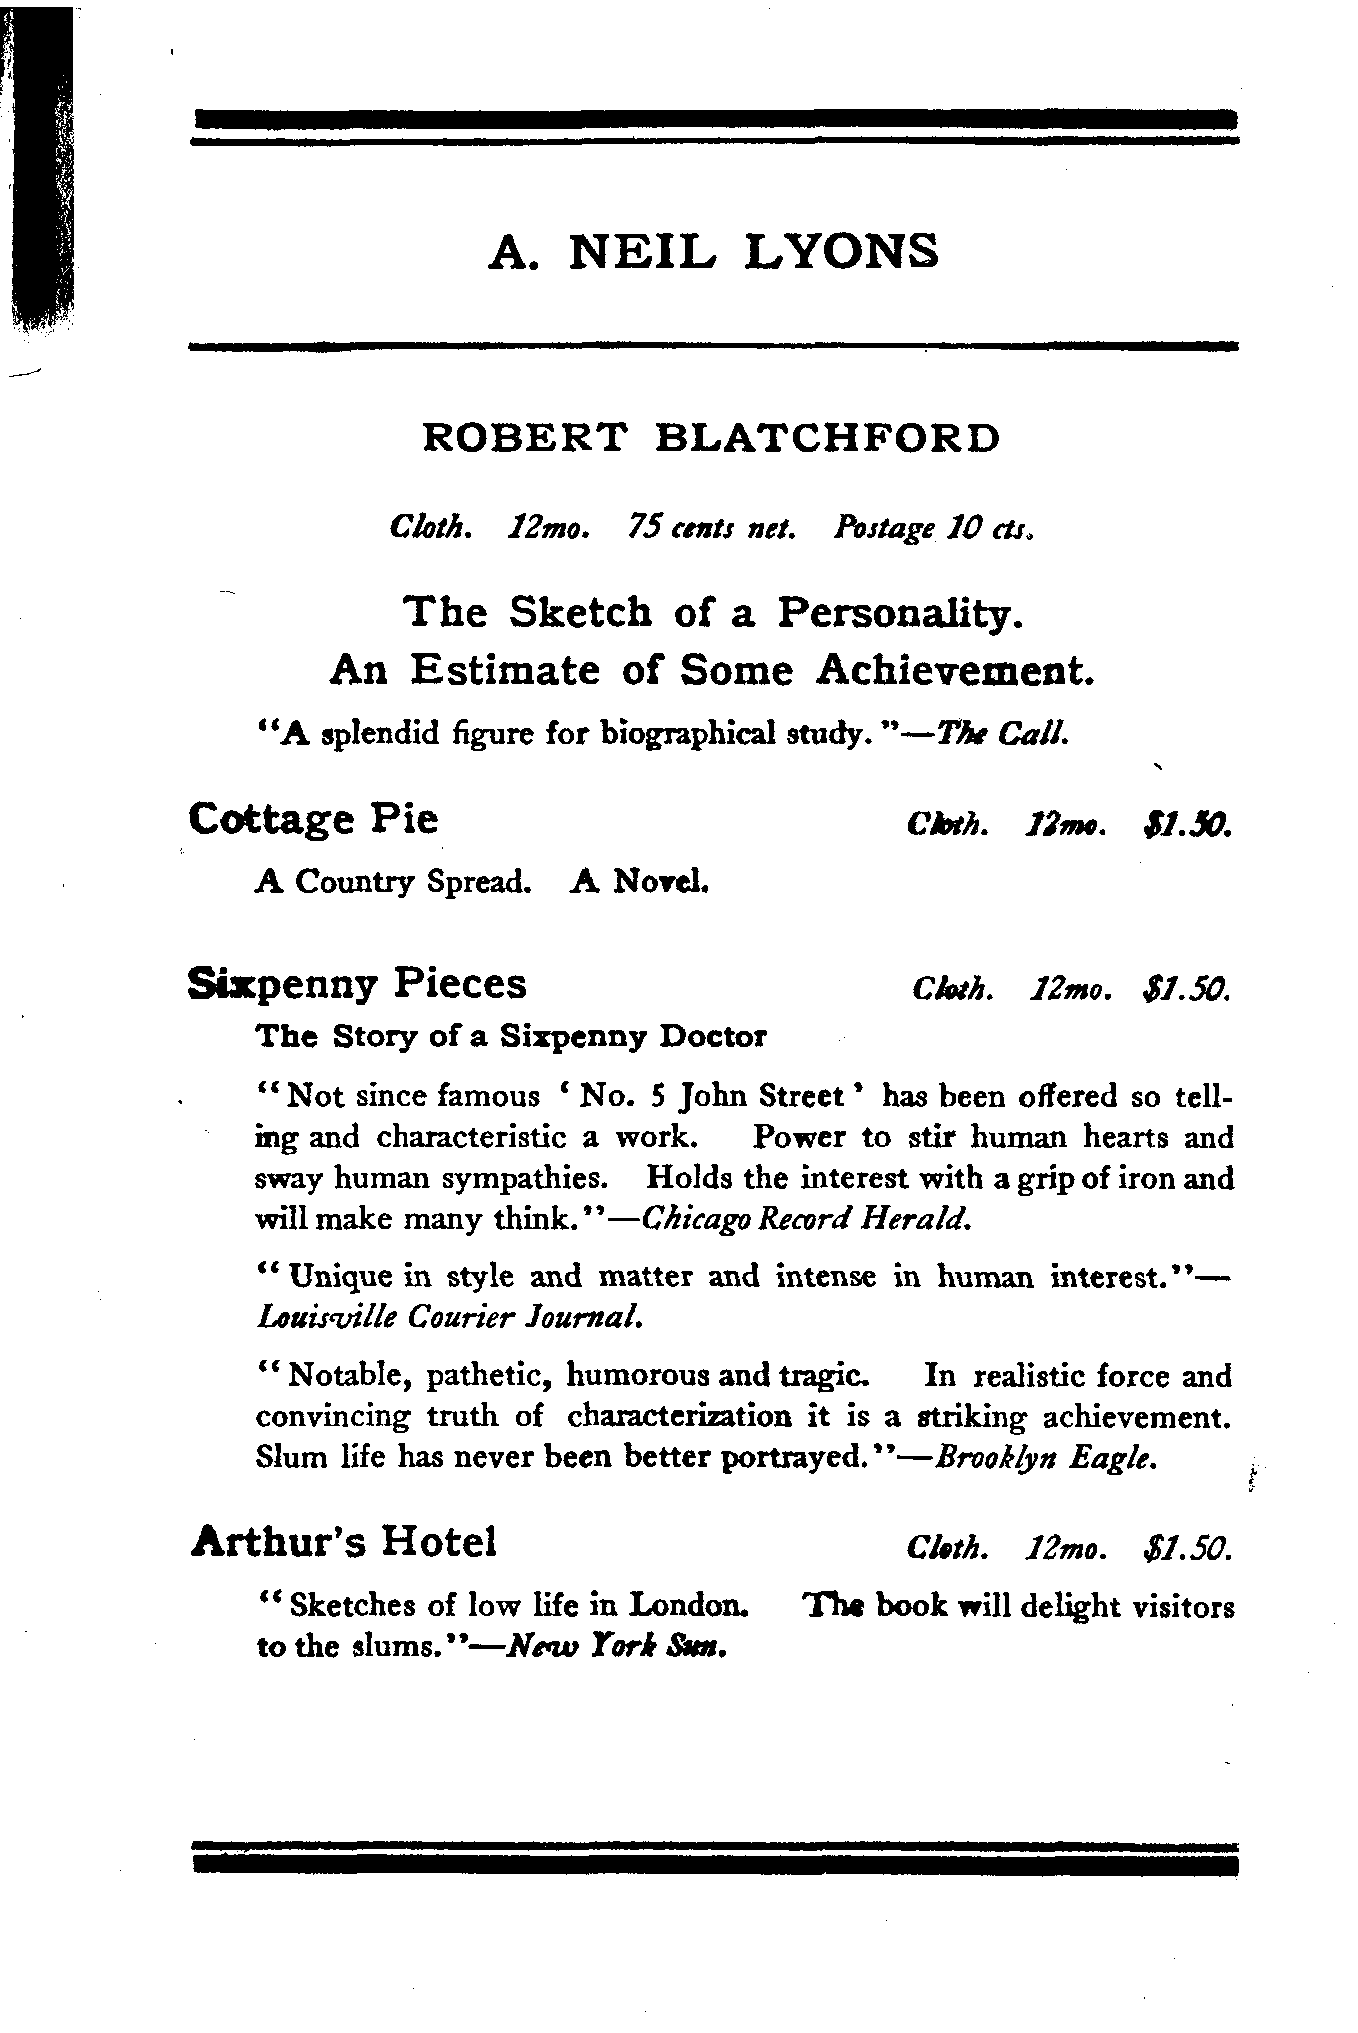 A. NEIL LYONS
ROBERT BLATCHFORD
Cloth. 12mo. 75 cents net. Postage 10 cts.
The Sketch of a Personality.
An Estimate of Some Achievement.
"A splendid figure for biographical study."—The Call.
Cottage Pie Cloth. 12mo. $1.50.
A Country Spread. A Novel.
Sixpenny Pieces Cloth. 12mo. $1.50.
The Story of a Sixpenny Doctor
"Not since famous 'No. 5 John Street' has been offered so tell-
ing and characteristic a work. Power to stir human hearts and
sway human sympathies. Holds the interest with a grip of iron and
will make many think."—Chicago Record Herald.
"Unique in style and matter and intense in human interest."—
Louisville Courier Journal.
"Notable, pathetic, humorous and tragic. In realistic force and
convincing truth of characterization it is a striking achievement.
Slum life has never been better portrayed."—Brooklyn Eagle.
Arthur's Hotel Cloth. 12mo. $1.50.
"Sketches of low life in London. The book will delight visitors
to the slums."—New York Sun.